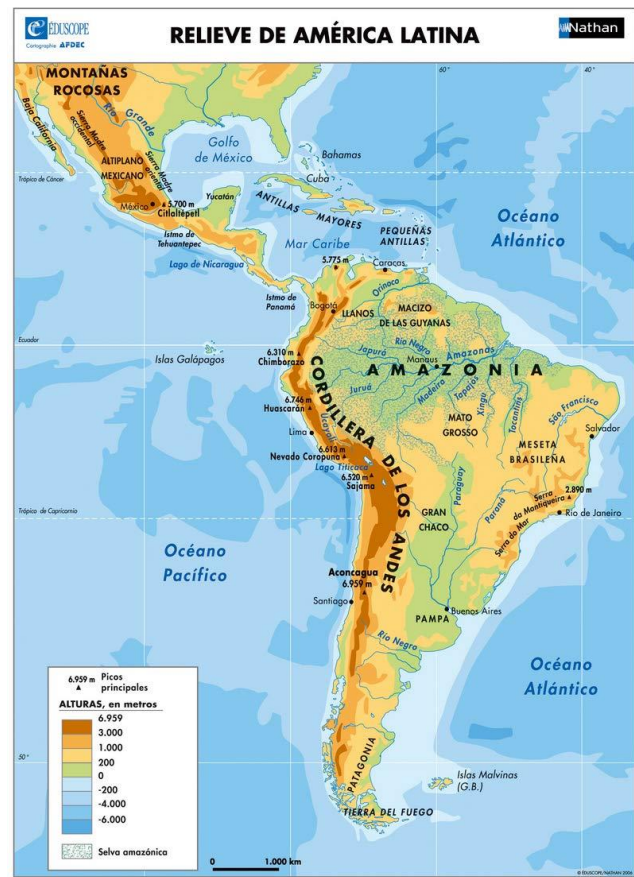 ÉDUSCOPE
Cartographie AFDEC
RELIEVE DE AMÉRICA LATINA
Nathan
MONTAÑAS
ROCOSAS
60°
40°
Baja California
Sierra Madre
occidental
Río Grande
Sierra Madre
oriental
Golfo
de México
Bahamas
Trópico de Cáncer
ALTIPLANO
MEXICANO
Cuba
México
5.700 m
Citlaltépetl
Yucatán
ANTILLAS
MAYORES
PEQUEÑAS
ANTILLAS
Océano
Atlántico
Istmo de
Tehuantepec
Mar Caribe
Lago de Nicaragua
5.775 m
Caracas
Istmo de
Panamá
Orinoco
Bogotá
LLANOS
MACIZO
DE LAS GUYANAS
Ecuador
Islas Galápagos
6.310 m
Chimborazo
Japurá
Río Negro
Manaus
Amazonas
AMAZONIA
Juruá
Madeira
Tapajós
Xingu
Tocantins
São Francisco
6.746 m
Huascarán
CORDILLERA DE LOS ANDES
Ucayali
MATO
GROSSO
Lima
Salvador
MESETA
BRASILEÑA
6.613 m
Nevado Coropuna
Lago Titicaca
6.520 m
Sajama
Paraguay
2.890 m
Serra
da Mantiqueira
Trópico de Capricornio
GRAN
CHACO
Paraná
Serra do Mar
Río de Janeiro
Océano
Pacífico
Aconcagua
6.959 m
Santiago
Buenos Aires
PAMPA
Río Negro
Océano
Atlántico
6.959 m
Picos
principales
ALTURAS, en metros
6.959
3.000
1.000
200
0
-200
-4.000
-6.000
Selva amazónica
50°
PATAGONIA
Islas Malvinas
(G.B.)
TIERRA DEL FUEGO
0
1.000 km
© ÉDUSCOPE/NATHAN 2006